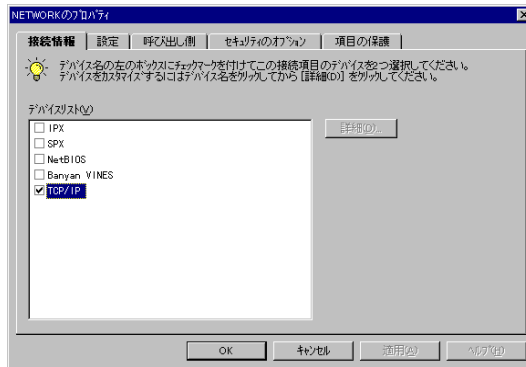 NETWORKのプロパティ
接続情報 設定 呼び出し側 セキュリティのオプション 項目の保護
デバイス名の左のボックスにチェックマークを付けてこの接続項目のデバイスを2つ選択してください。
デバイスをカスタマイズするにはデバイス名をクリックしてから [詳細(D)] をクリックしてください。
デバイスリスト(V)
IPX
詳細(D)...
SPX
NetBIOS
Banyan VINES
TCP/IP
OK キャンセル 適用(A) ヘルプ(H)